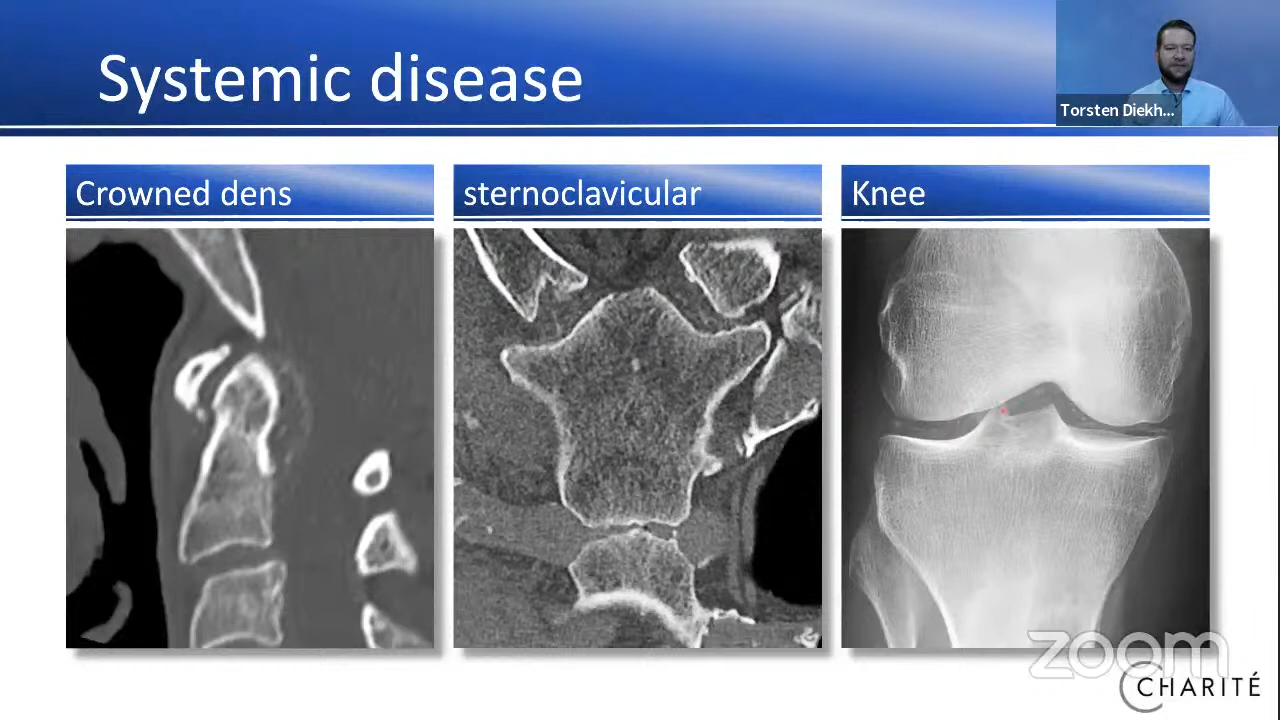 Systemic disease
Torsten Diekh...
Crowned dens
sternoclavicular
Knee
zoom
CHARITÉ